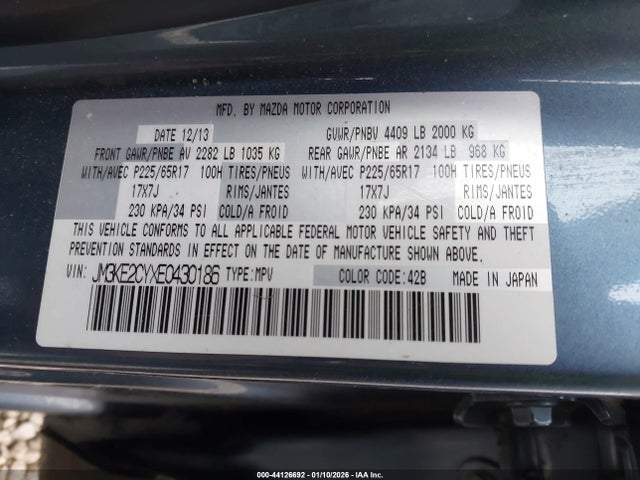 MFD. BY MAZDA MOTOR CORPORATION
DATE 12/13 GVWR/PNBV 4409 LB 2000 KG
FRONT GAWR/PNBE AV 2282 LB 1035 KG REAR GAWR/PNBE AR 2134 LB 968 KG
WITH/AVEC P225/65R17 100H TIRES/PNEUS WITH/AVEC P225/65R17 100H TIRES/PNEUS
17X7J RIMS/JANTES 17X7J RIMS/JANTES
230 KPA/34 PSI COLD/A FROID 230 KPA/34 PSI COLD/A FROID
THIS VEHICLE CONFORMS TO ALL APPLICABLE FEDERAL MOTOR VEHICLE SAFETY AND THEFT
PREVENTION STANDARDS IN EFFECT ON THE DATE OF MANUFACTURE SHOWN ABOVE.
VIN: JM3KE2CYXE0430186 TYPE:MPV COLOR CODE:42B MADE IN JAPAN
000-44126692 - 01/10/2026 - IAA Inc.